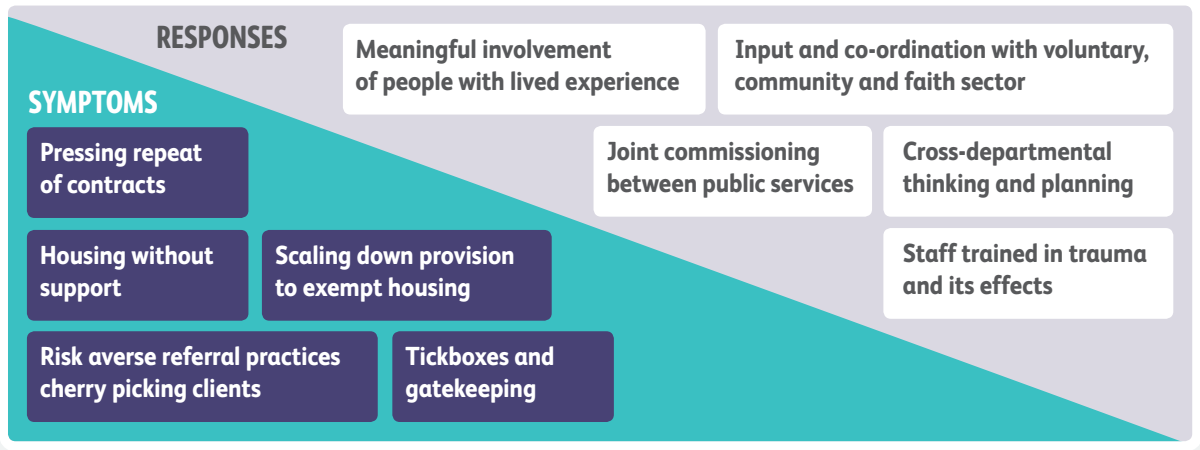 RESPONSES
Meaningful involvement
of people with lived experience
Input and co-ordination with voluntary,
community and faith sector
Joint commissioning
between public services
Cross-departmental
thinking and planning
Staff trained in trauma
and its effects
SYMPTOMS
Pressing repeat
of contracts
Housing without
support
Scaling down provision
to exempt housing
Risk averse referral practices
cherry picking clients
Tickboxes and
gatekeeping